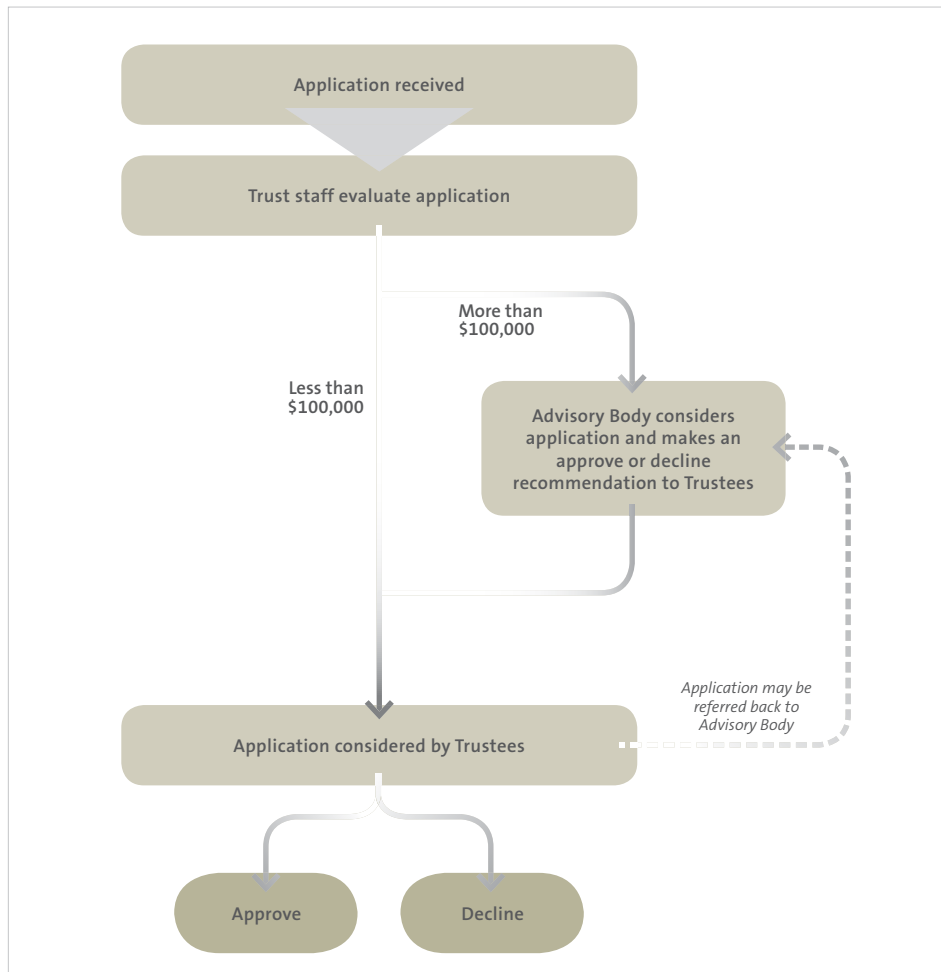 Application received
Trust staff evaluate application
More than
$100,000
Less than
$100,000
Advisory Body considers
application and makes an
approve or decline
recommendation to Trustees
Application may be
referred back to
Advisory Body
Application considered by Trustees
Approve
Decline